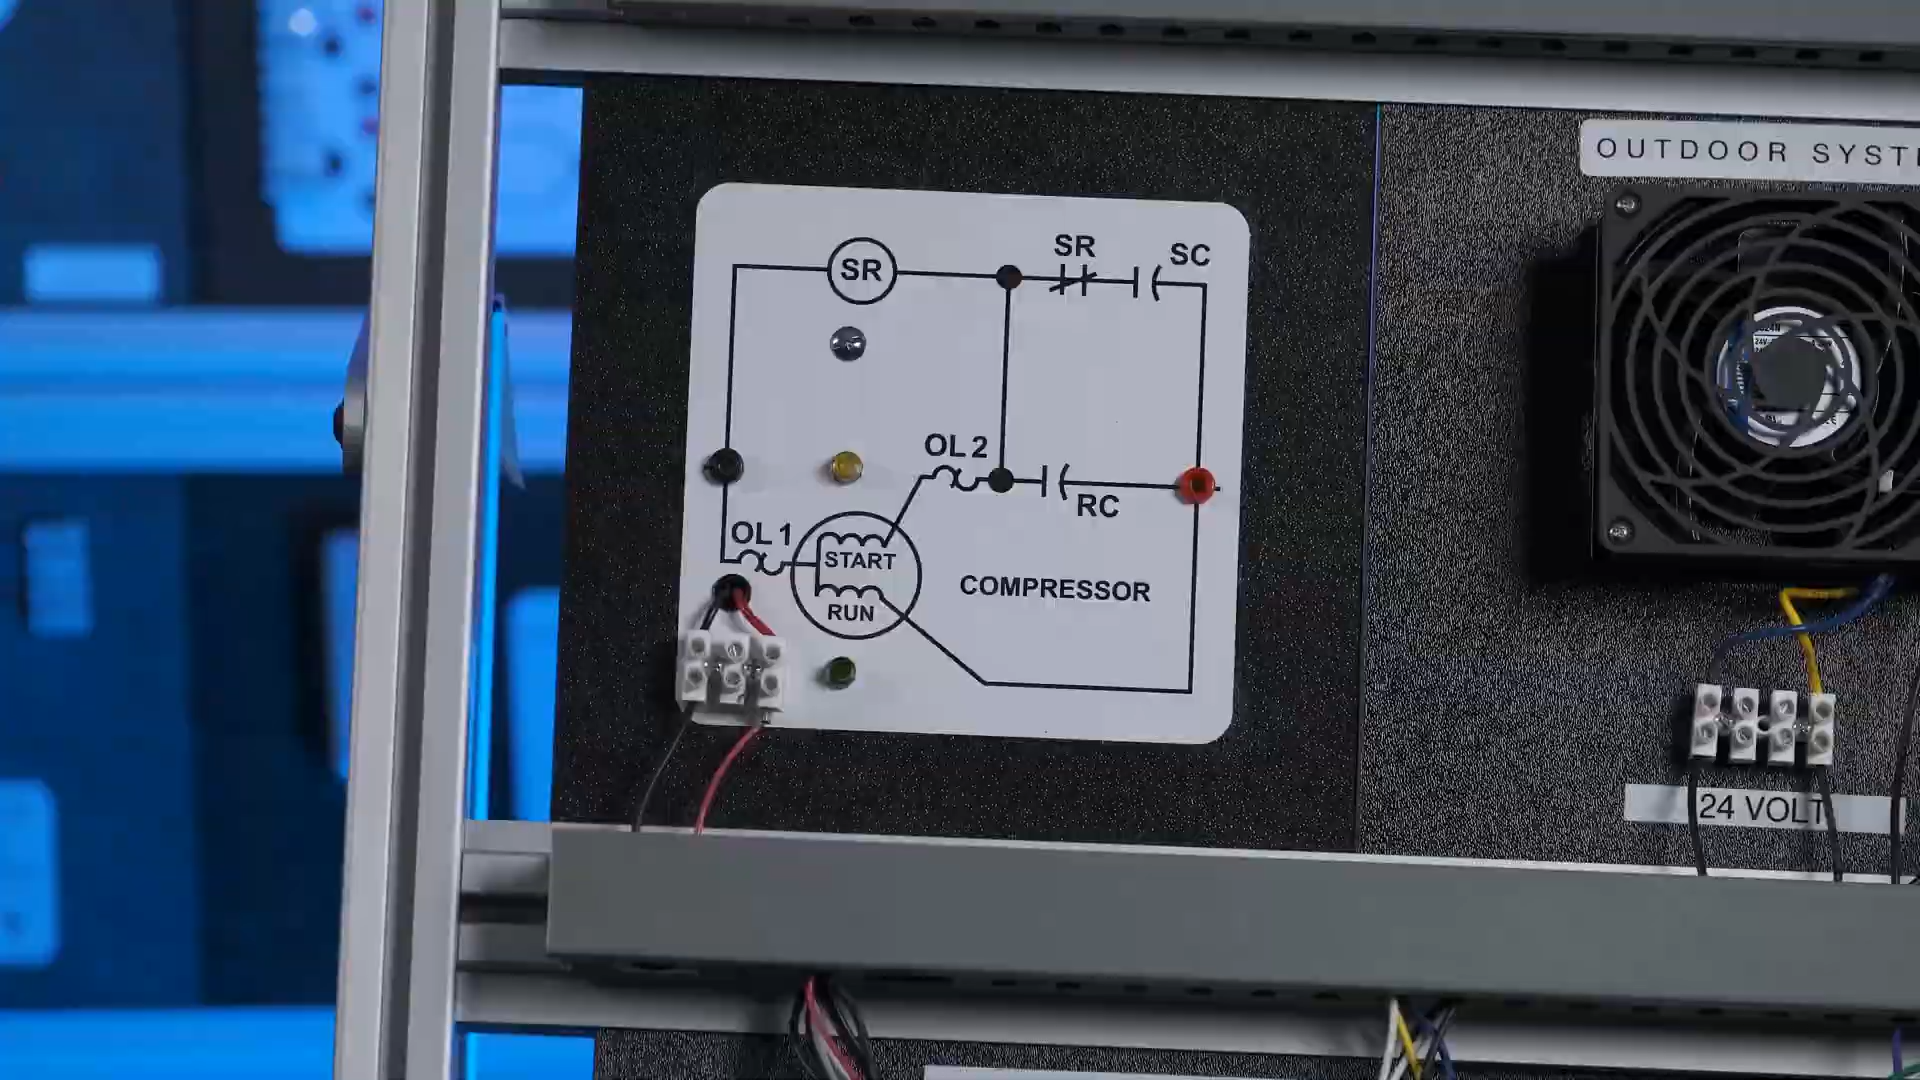 SR
SR
SC
OL 2
RC
OL 1
START
RUN
COMPRESSOR
OUTDOOR SYST
24 VOLT